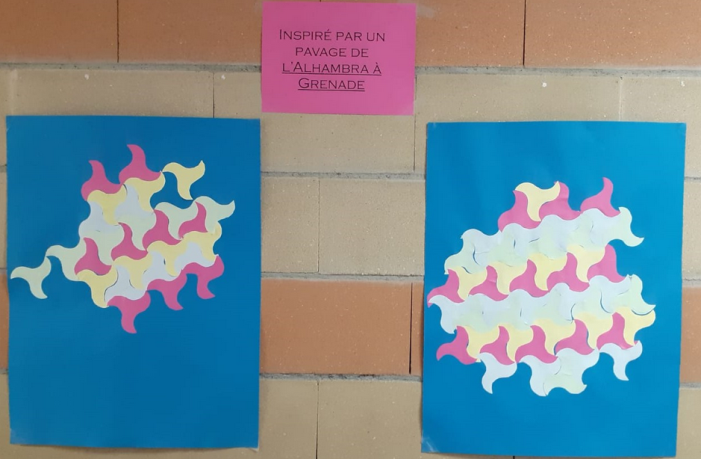 Inspiré par un
pavage de
l'Alhambra à
Grenade